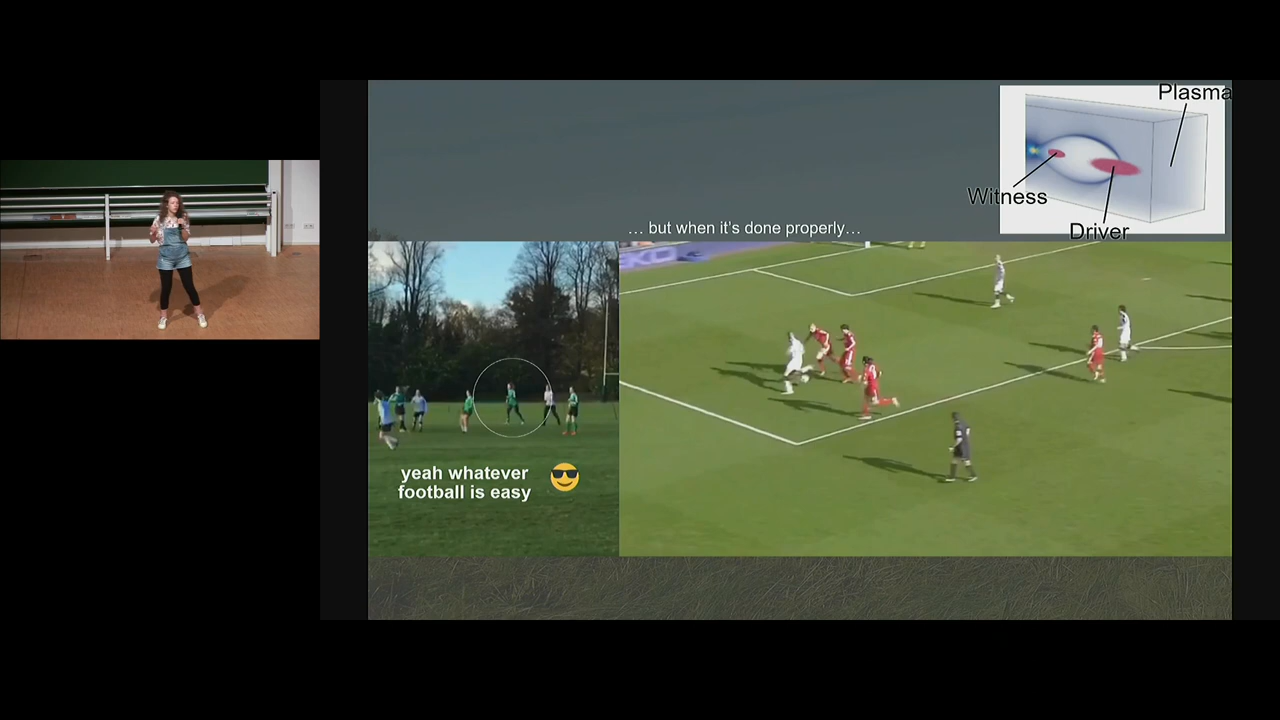 Plasma
Witness
Driver
… but when it's done properly…
yeah whatever
football is easy